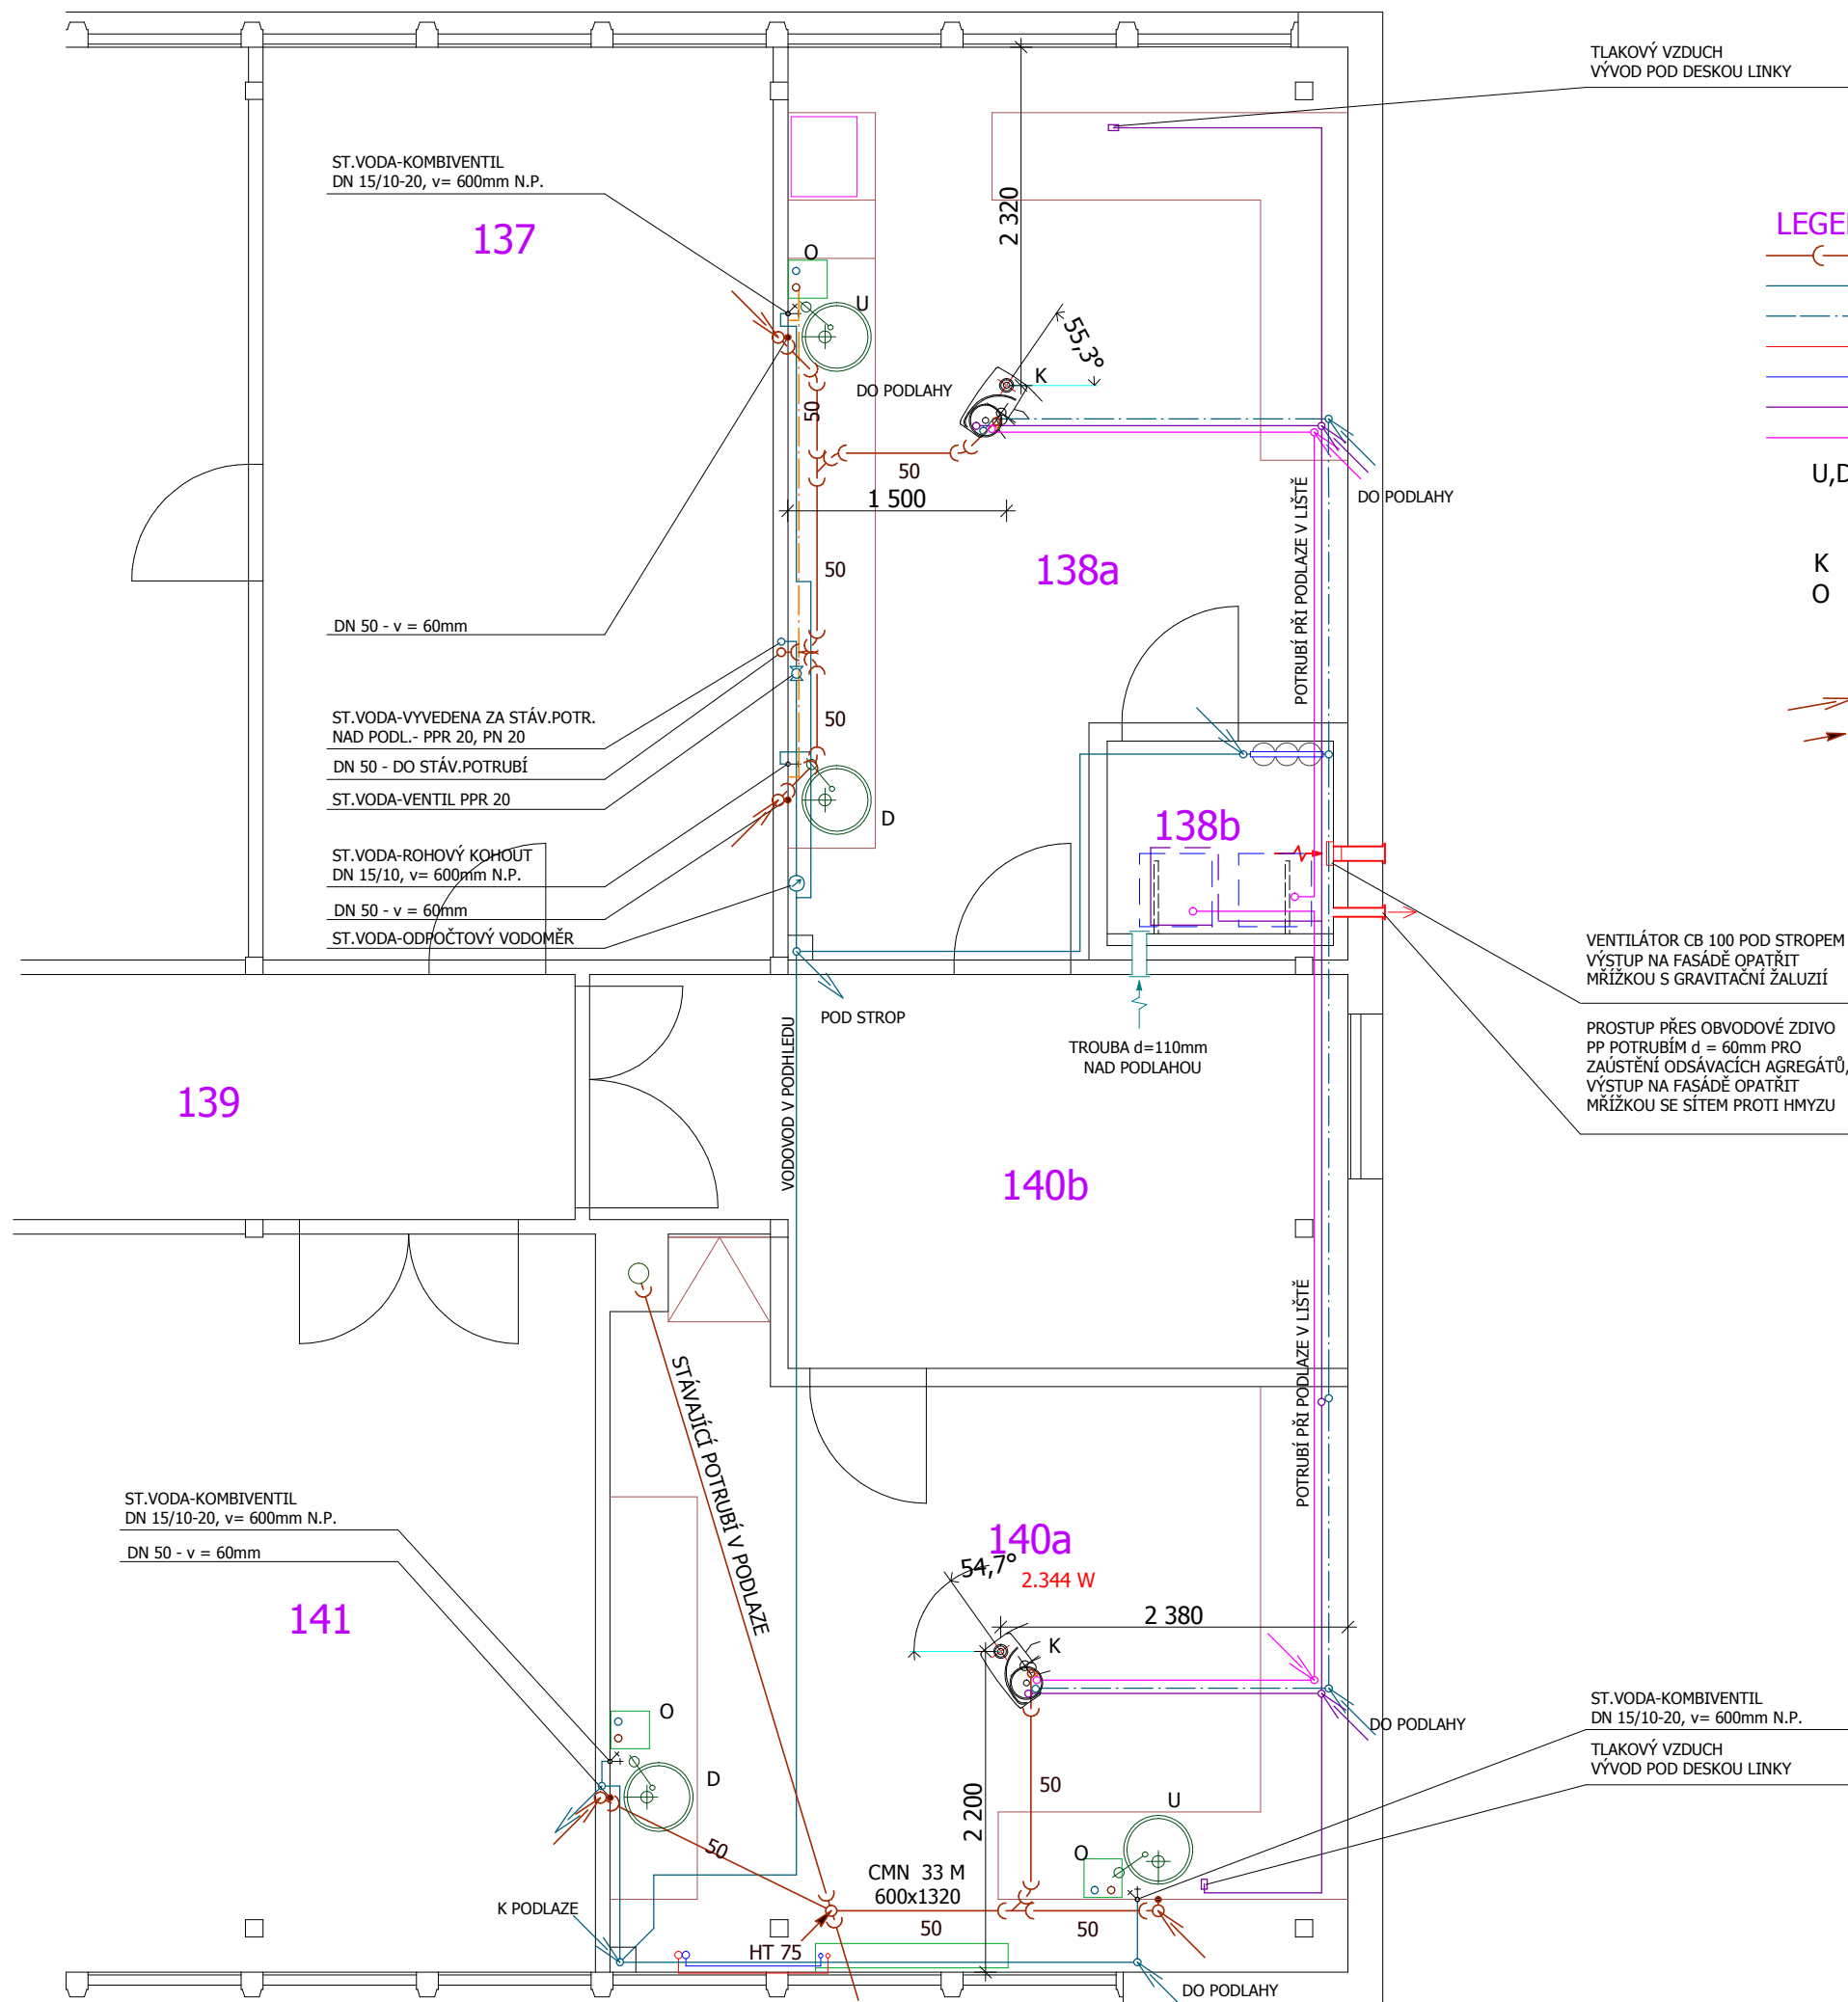 TLAKOVÝ VZDUCH
VÝVOD POD DESKOU LINKY
ST.VODA-KOMBIVENTIL
DN 15/10-20, v= 600mm N.P.
137
2 320
LEGE
O
U
55,3°
K
DO PODLAHY
50
50
1 500
U,D
DO PODLAHY
POTRUBÍ PŘI PODLAZE V LIŠTĚ
138a
50
K
O
DN 50 - v = 60mm
ST.VODA-VYVEDENA ZA STÁV.POTR.
NAD PODL.- PPR 20, PN 20
50
DN 50 - DO STÁV.POTRUBÍ
ST.VODA-VENTIL PPR 20
D
138b
ST.VODA-ROHOVÝ KOHOUT
DN 15/10, v= 600mm N.P.
DN 50 - v = 60mm
ST.VODA-ODPOČTOVÝ VODOMĚR
VENTILÁTOR CB 100 POD STROPEM
VÝSTUP NA FASÁDĚ OPATŘIT
MŘÍŽKOU S GRAVITAČNÍ ŽALUZIÍ
POD STROP
PROSTUP PŘES OBVODOVÉ ZDIVO
PP POTRUBÍM d = 60mm PRO
ZAÚSTĚNÍ ODSÁVACÍCH AGREGÁTŮ,
VÝSTUP NA FASÁDĚ OPATŘIT
MŘÍŽKOU SE SÍTEM PROTI HMYZU
TROUBA d=110mm
NAD PODLAHOU
VODOVOD V PODHLEDU
139
140b
POTRUBÍ PŘI PODLAZE V LIŠTĚ
STÁVAJÍCÍ POTRUBÍ V PODLAZE
ST.VODA-KOMBIVENTIL
DN 15/10-20, v= 600mm N.P.
DN 50 - v = 60mm
140a
54,7°
2.344 W
141
2 380
K
O
DO PODLAHY
ST.VODA-KOMBIVENTIL
DN 15/10-20, v= 600mm N.P.
TLAKOVÝ VZDUCH
VÝVOD POD DESKOU LINKY
D
50
U
2 200
50
O
CMN 33 M
600x1320
K PODLAZE
50
50
HT 75
DO PODLAHY